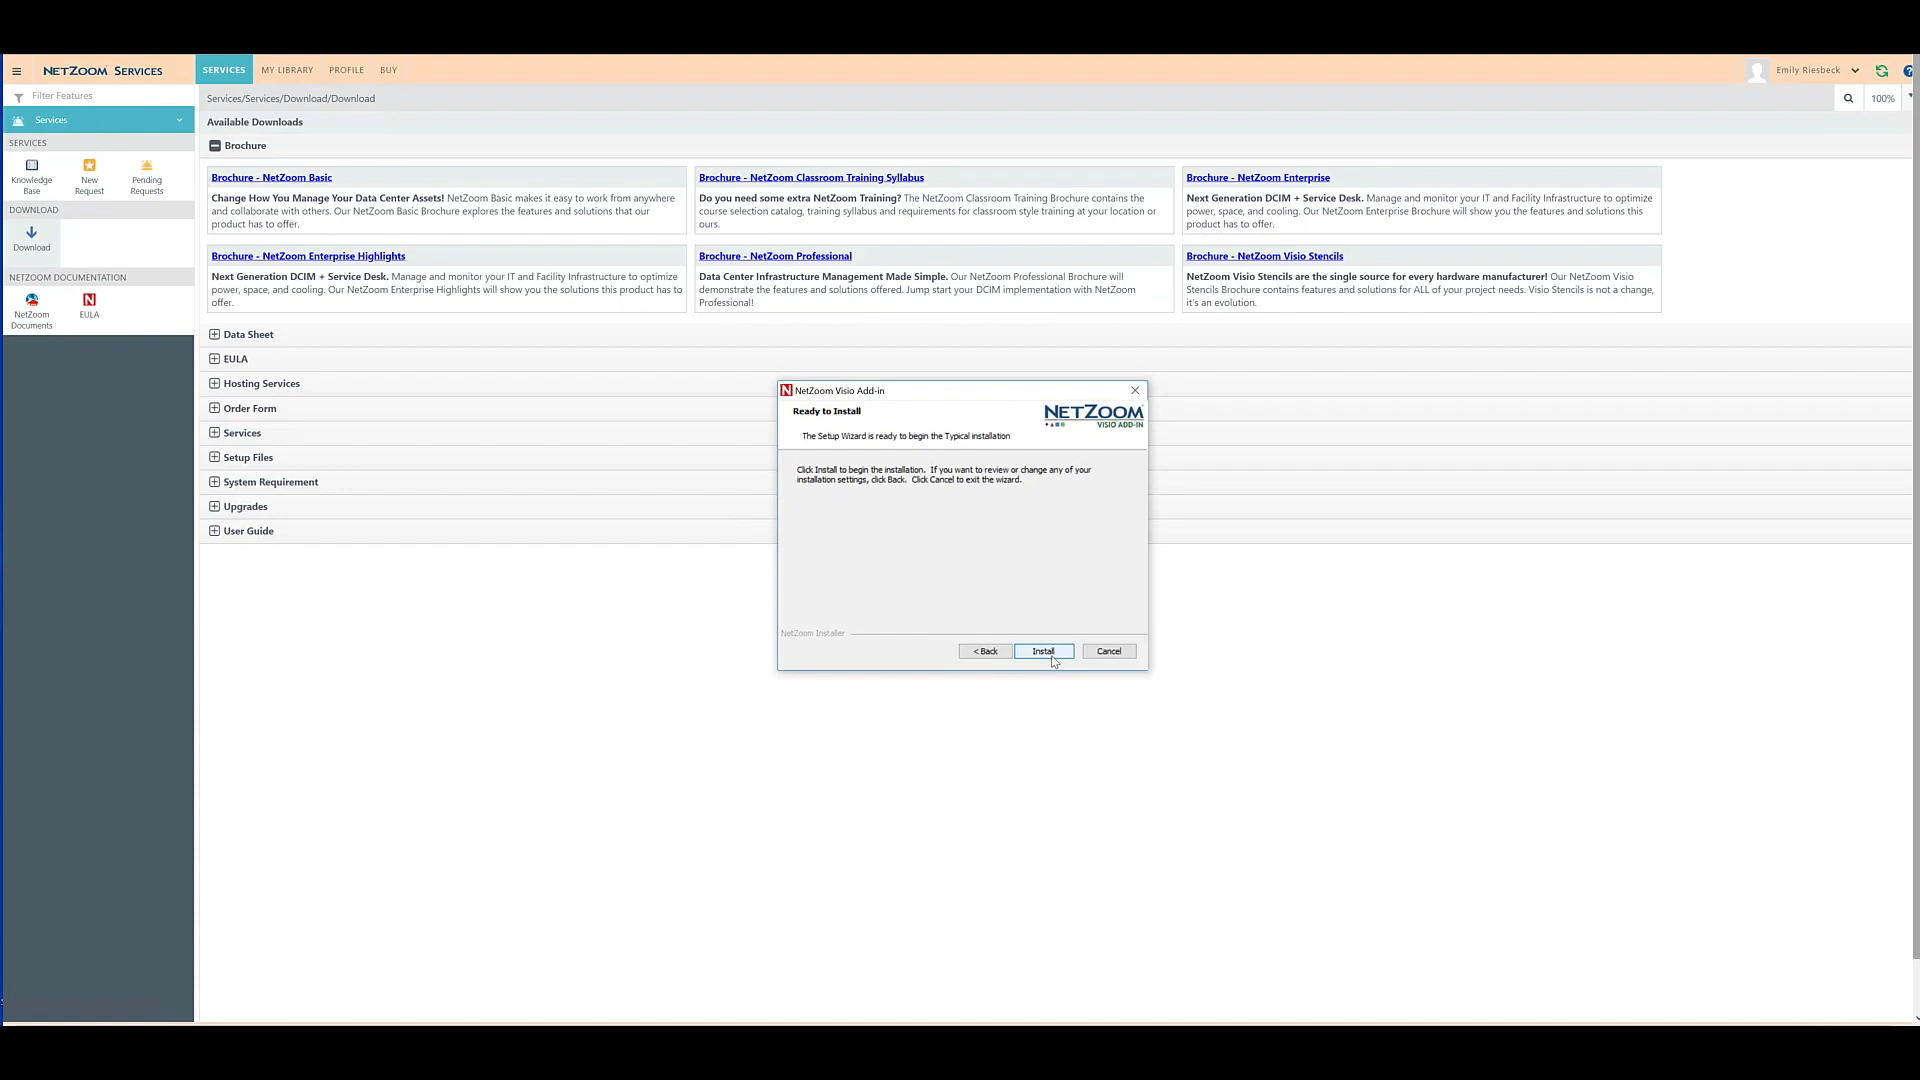 NETZOOM SERVICES
SERVICES
MY LIBRARY
PROFILE
BUY
Emily Riesbeck
Filter Features
Services/Services/Download/Download
100%
Services
Available Downloads
SERVICES
Brochure
Knowledge
Base
New
Request
Pending
Requests
DOWNLOAD
Download
NETZOOM DOCUMENTATION
NetZoom
Documents
EULA
Brochure - NetZoom Basic
Change How You Manage Your Data Center Assets! NetZoom Basic makes it easy to work from anywhere
and collaborate with others. Our NetZoom Basic Brochure explores the features and solutions that our
product has to offer.
Brochure - NetZoom Classroom Training Syllabus
Do you need some extra NetZoom Training? The NetZoom Classroom Training Brochure contains the
course selection catalog, training syllabus and requirements for classroom style training at your location or
ours.
Brochure - NetZoom Enterprise
Next Generation DCIM + Service Desk. Manage and monitor your IT and Facility Infrastructure to optimize
power, space, and cooling. Our NetZoom Enterprise Brochure will show you the features and solutions this
product has to offer.
Brochure - NetZoom Enterprise Highlights
Next Generation DCIM + Service Desk. Manage and monitor your IT and Facility Infrastructure to optimize
power, space, and cooling. Our NetZoom Enterprise Highlights will show you the solutions this product has to
offer.
Brochure - NetZoom Professional
Data Center Infrastructure Management Made Simple. Our NetZoom Professional Brochure will
demonstrate the features and solutions offered. Jump start your DCIM implementation with NetZoom
Professional!
Brochure - NetZoom Visio Stencils
NetZoom Visio Stencils are the single source for every hardware manufacturer! Our NetZoom Visio
Stencils Brochure contains features and solutions for ALL of your project needs. Visio Stencils is not a change,
it's an evolution.
Data Sheet
EULA
Hosting Services
Order Form
Services
Setup Files
System Requirement
Upgrades
User Guide
NetZoom Visio Add-in
Ready to Install
NETZOOM
VISIO ADD-IN
The Setup Wizard is ready to begin the Typical installation
Click Install to begin the installation. If you want to review or change any of your
installation settings, click Back. Click Cancel to exit the wizard.
NetZoom Installer
< Back
Install
Cancel